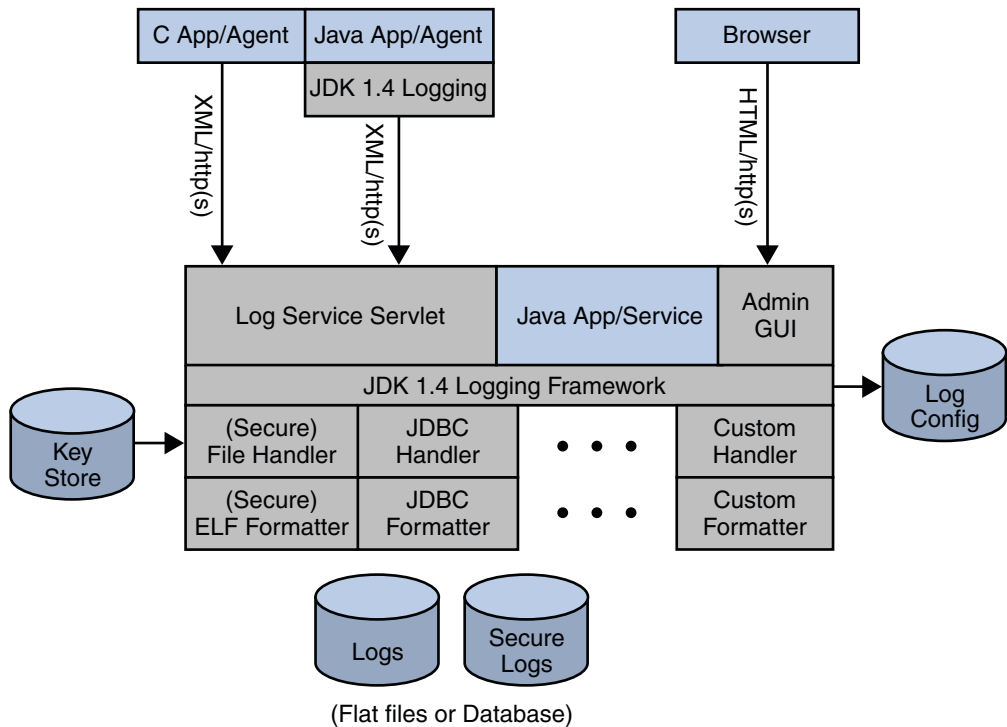 C App/Agent
Java App/Agent
Browser
JDK 1.4 Logging
XML/http(s)
XML/http(s)
HTML/http(s)
Log Service Servlet
Java App/Service
Admin
GUI
JDK 1.4 Logging Framework
Log
Config
Key
Store
(Secure)
File Handler
JDBC
Handler
• • •
Custom
Handler
(Secure)
ELF Formatter
JDBC
Formatter
• • •
Custom
Formatter
Logs
Secure
Logs
(Flat files or Database)